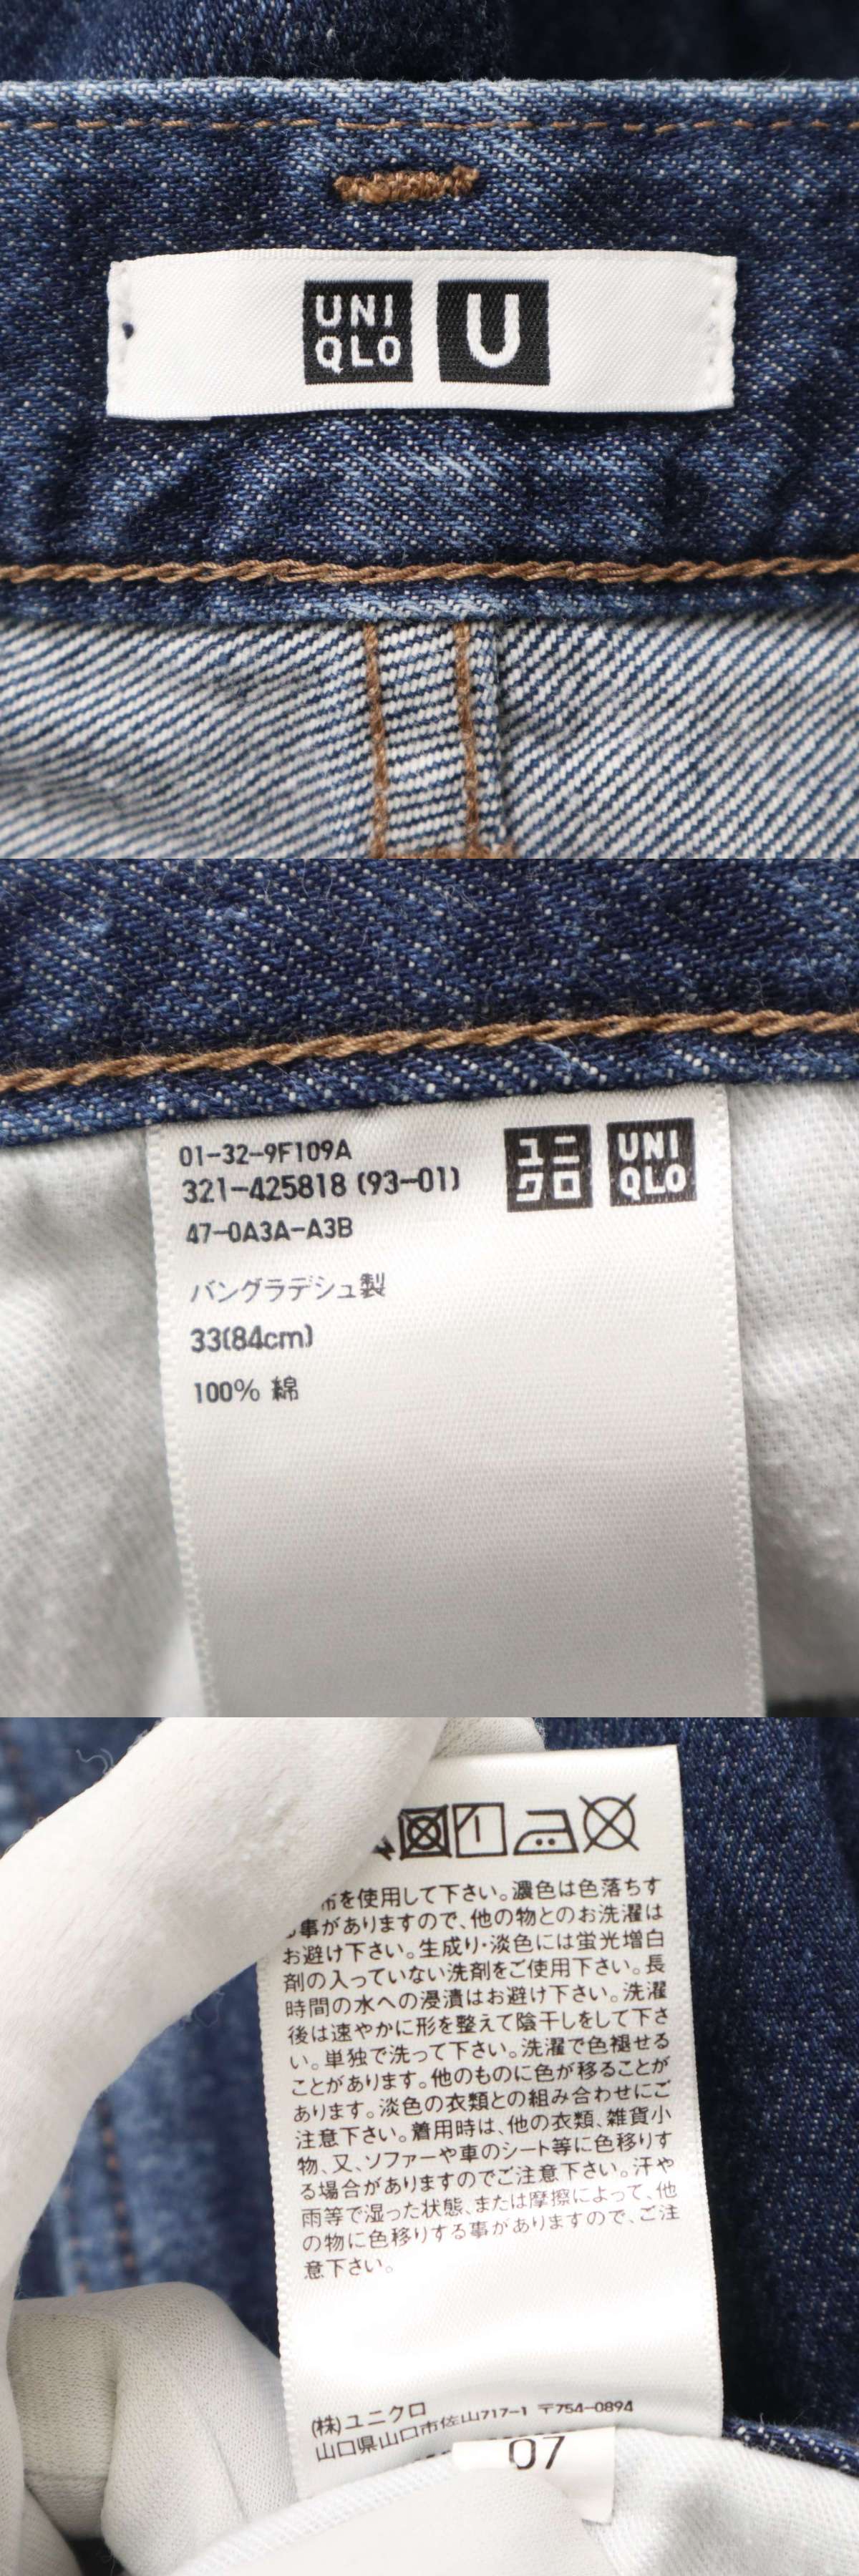 UNI
QLO
U
01-32-9F109A
321-425818 (93-01)
47-0A3A-A3B
ユニ
クロ
UNI
QLO
バングラデシュ製
33(84cm)
100% 綿
布を使用して下さい。濃色は色落ちす
事がありますので、他の物とのお洗濯は
お避け下さい。生成り・淡色には蛍光増白
剤の入っていない洗剤をご使用下さい。長
時間の水への浸漬はお避け下さい。洗濯
後は速やかに形を整えて陰干しをして下さ
い。単独で洗って下さい。洗濯で色褪せる
ことがあります。他のものに色が移ることが
あります。淡色の衣類との組み合わせにご
注意下さい。着用時は、他の衣類、雑貨小
物、又、ソファーや車のシート等に色移りす
る場合がありますのでご注意下さい。汗や
雨等で湿った状態、または摩擦によって、他
の物に色移りする事がありますので、ご注
意下さい。
(株)ユニクロ
山口県山口市佐山717-1 〒754-0894
07